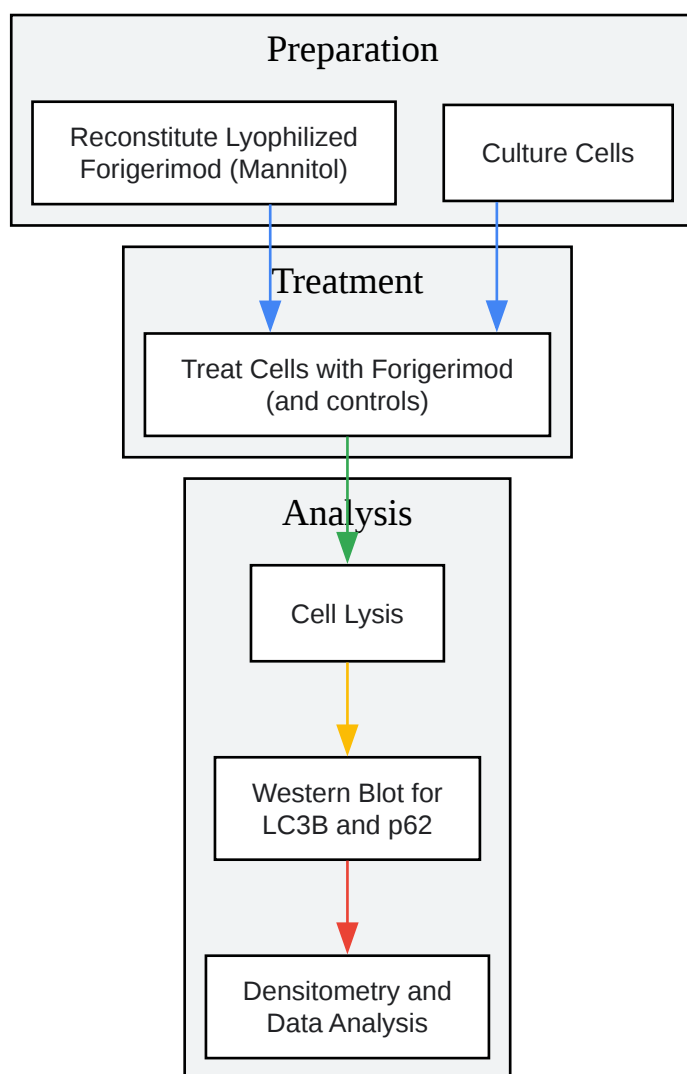 Preparation
Reconstitute Lyophilized
Forigerimod (Mannitol)
Culture Cells
Treatment
Treat Cells with Forigerimod
(and controls)
Analysis
Cell Lysis
Western Blot for
LC3B and p62
Densitometry and
Data Analysis